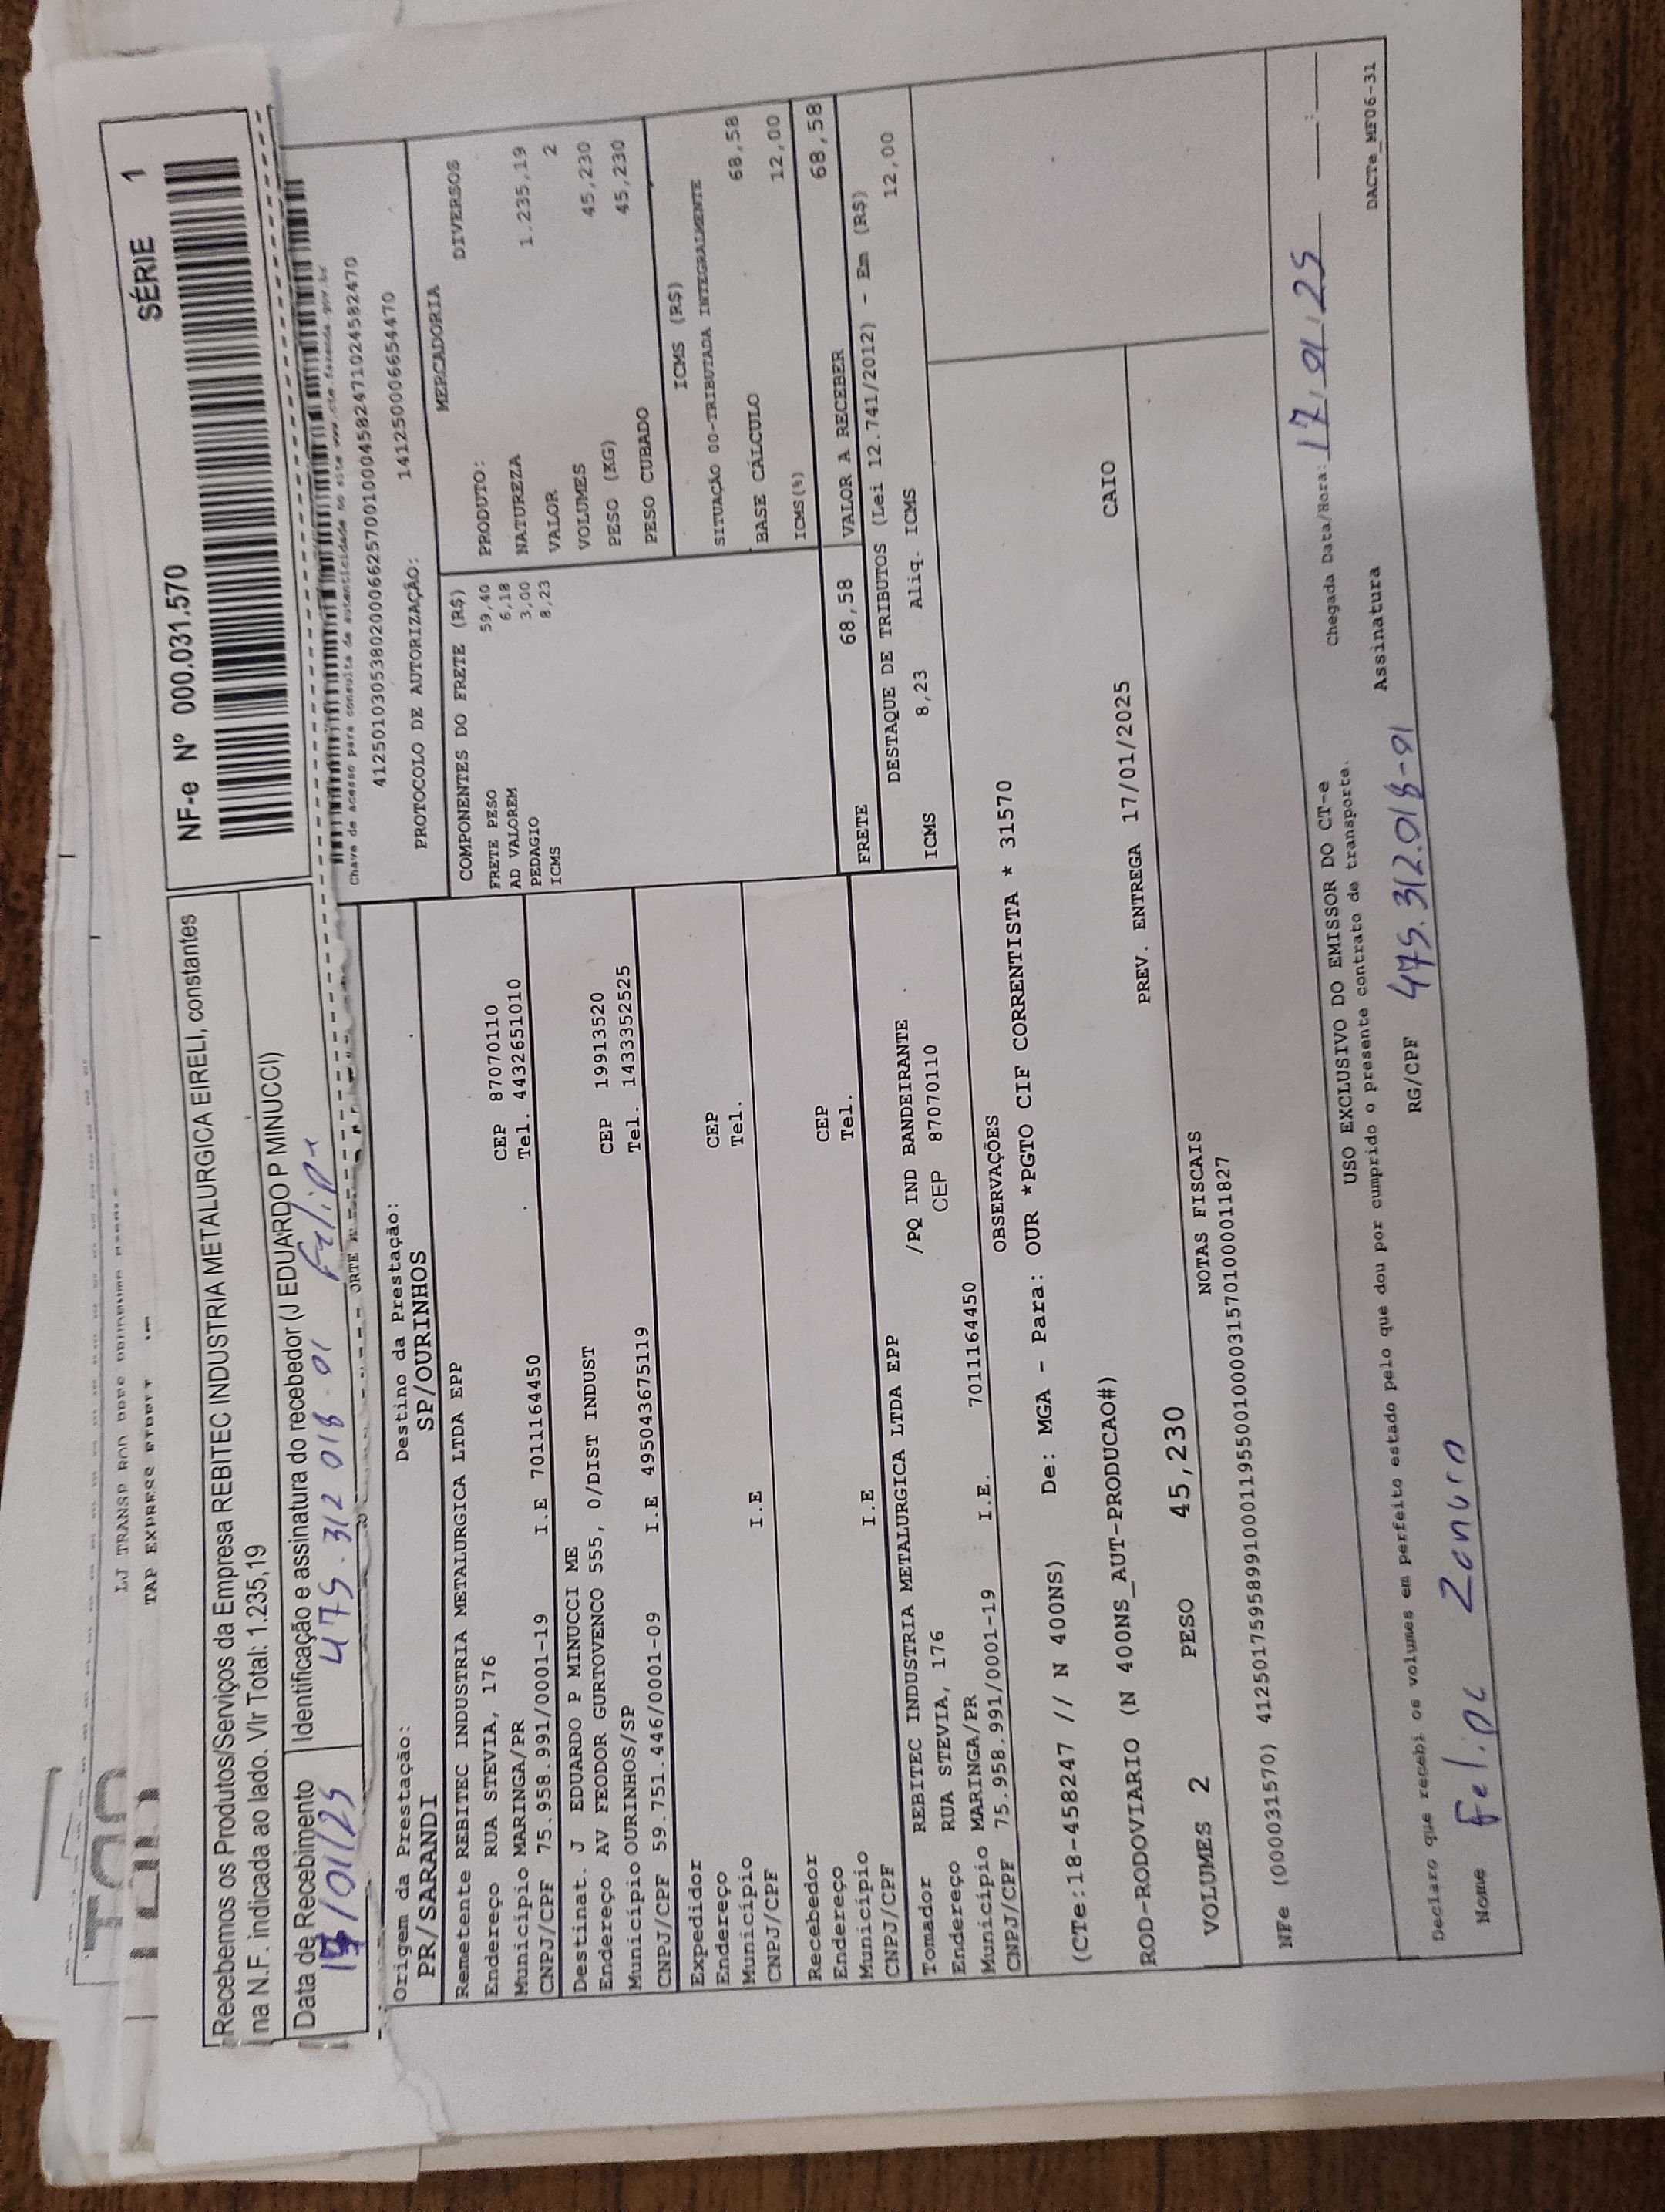 LJ TRANSP ROD
TAP EXPRESS
Recebemos os Produtos/Serviços da Empresa REBITEC INDUSTRIA METALURGICA EIRELI, constantes
na N.F. indicada ao lado. Vlr Total: 1.235,19
NF-e Nº 000.031.570 SÉRIE 1
Data de Recebimento Identificação e assinatura do recebedor (J EDUARDO P MINUCCI)
17/01/25 475.312 018-01 Felipe
Chave de acesso para consulta de autenticidade no site www.cte.fazenda.gov.br
41250103053802000662570010004582471024582470
PROTOCOLO DE AUTORIZAÇÃO: 141250006654470
Origem da Prestação: Destino da Prestação:
PR/SARANDI SP/OURINHOS
Remetente REBITEC INDUSTRIA METALURGICA LTDA EPP
Endereço RUA STEVIA, 176 CEP 87070110
Município MARINGA/PR Tel. 4432651010
CNPJ/CPF 75.958.991/0001-19 I.E 7011164450
Destinat. J EDUARDO P MINUCCI ME
Endereço AV FEODOR GURTOVENCO 555, 0/DIST INDUST CEP 19913520
Município OURINHOS/SP Tel. 1433352525
CNPJ/CPF 59.751.446/0001-09 I.E 495043675119
Expedidor
Endereço CEP
Município Tel.
CNPJ/CPF I.E
Recebedor
Endereço CEP
Município Tel.
CNPJ/CPF I.E
Tomador REBITEC INDUSTRIA METALURGICA LTDA EPP
Endereço RUA STEVIA, 176 /PQ IND BANDEIRANTE
Município MARINGA/PR CEP 87070110
CNPJ/CPF 75.958.991/0001-19 I.E. 7011164450
COMPONENTES DO FRETE (R$)
FRETE PESO 59,40
AD VALOREM 6,18
PEDAGIO 3,00
ICMS 8,23
MERCADORIA
PRODUTO: DIVERSOS
NATUREZA
VALOR 1.235,19
VOLUMES 2
PESO (KG) 45,230
PESO CUBADO 45,230
ICMS (R$)
SITUAÇÃO 00-TRIBUTADA INTEGRALMENTE
BASE CÁLCULO 68,58
ICMS(%) 12,00
FRETE 68,58 VALOR A RECEBER 68,58
DESTAQUE DE TRIBUTOS (Lei 12.741/2012) - Em (R$)
ICMS 8,23 Aliq. ICMS 12,00
OBSERVAÇÕES
(CTe:18-458247 // N 400NS) De: MGA - Para: OUR *PGTO CIF CORRENTISTA * 31570
ROD-RODOVIARIO (N 400NS_AUT-PRODUCAO#) PREV. ENTREGA 17/01/2025 CAIO
VOLUMES 2 PESO 45,230
NOTAS FISCAIS
NFe (000031570) 41250175958991000119550010000315701000011827
USO EXCLUSIVO DO EMISSOR DO CT-e Chegada Data/Hora: 17/01/25 ____:____
Declaro que recebi os volumes em perfeito estado pelo que dou por cumprido o presente contrato de transporte.
Nome Felipe Zanuro RG/CPF 475.312.018-01 Assinatura
DACTe_MF06-31